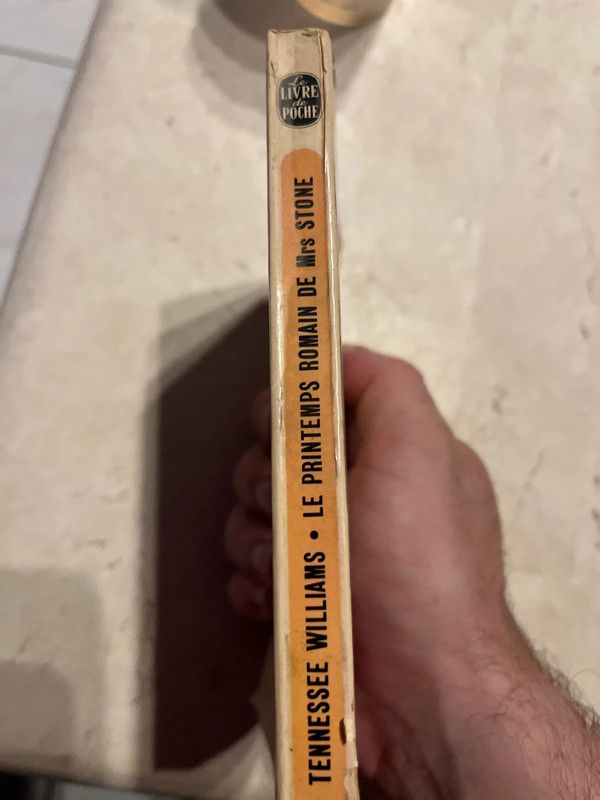 Le
LIVRE
de
POCHE
TENNESSEE WILLIAMS • LE PRINTEMPS ROMAIN DE Mrs STONE